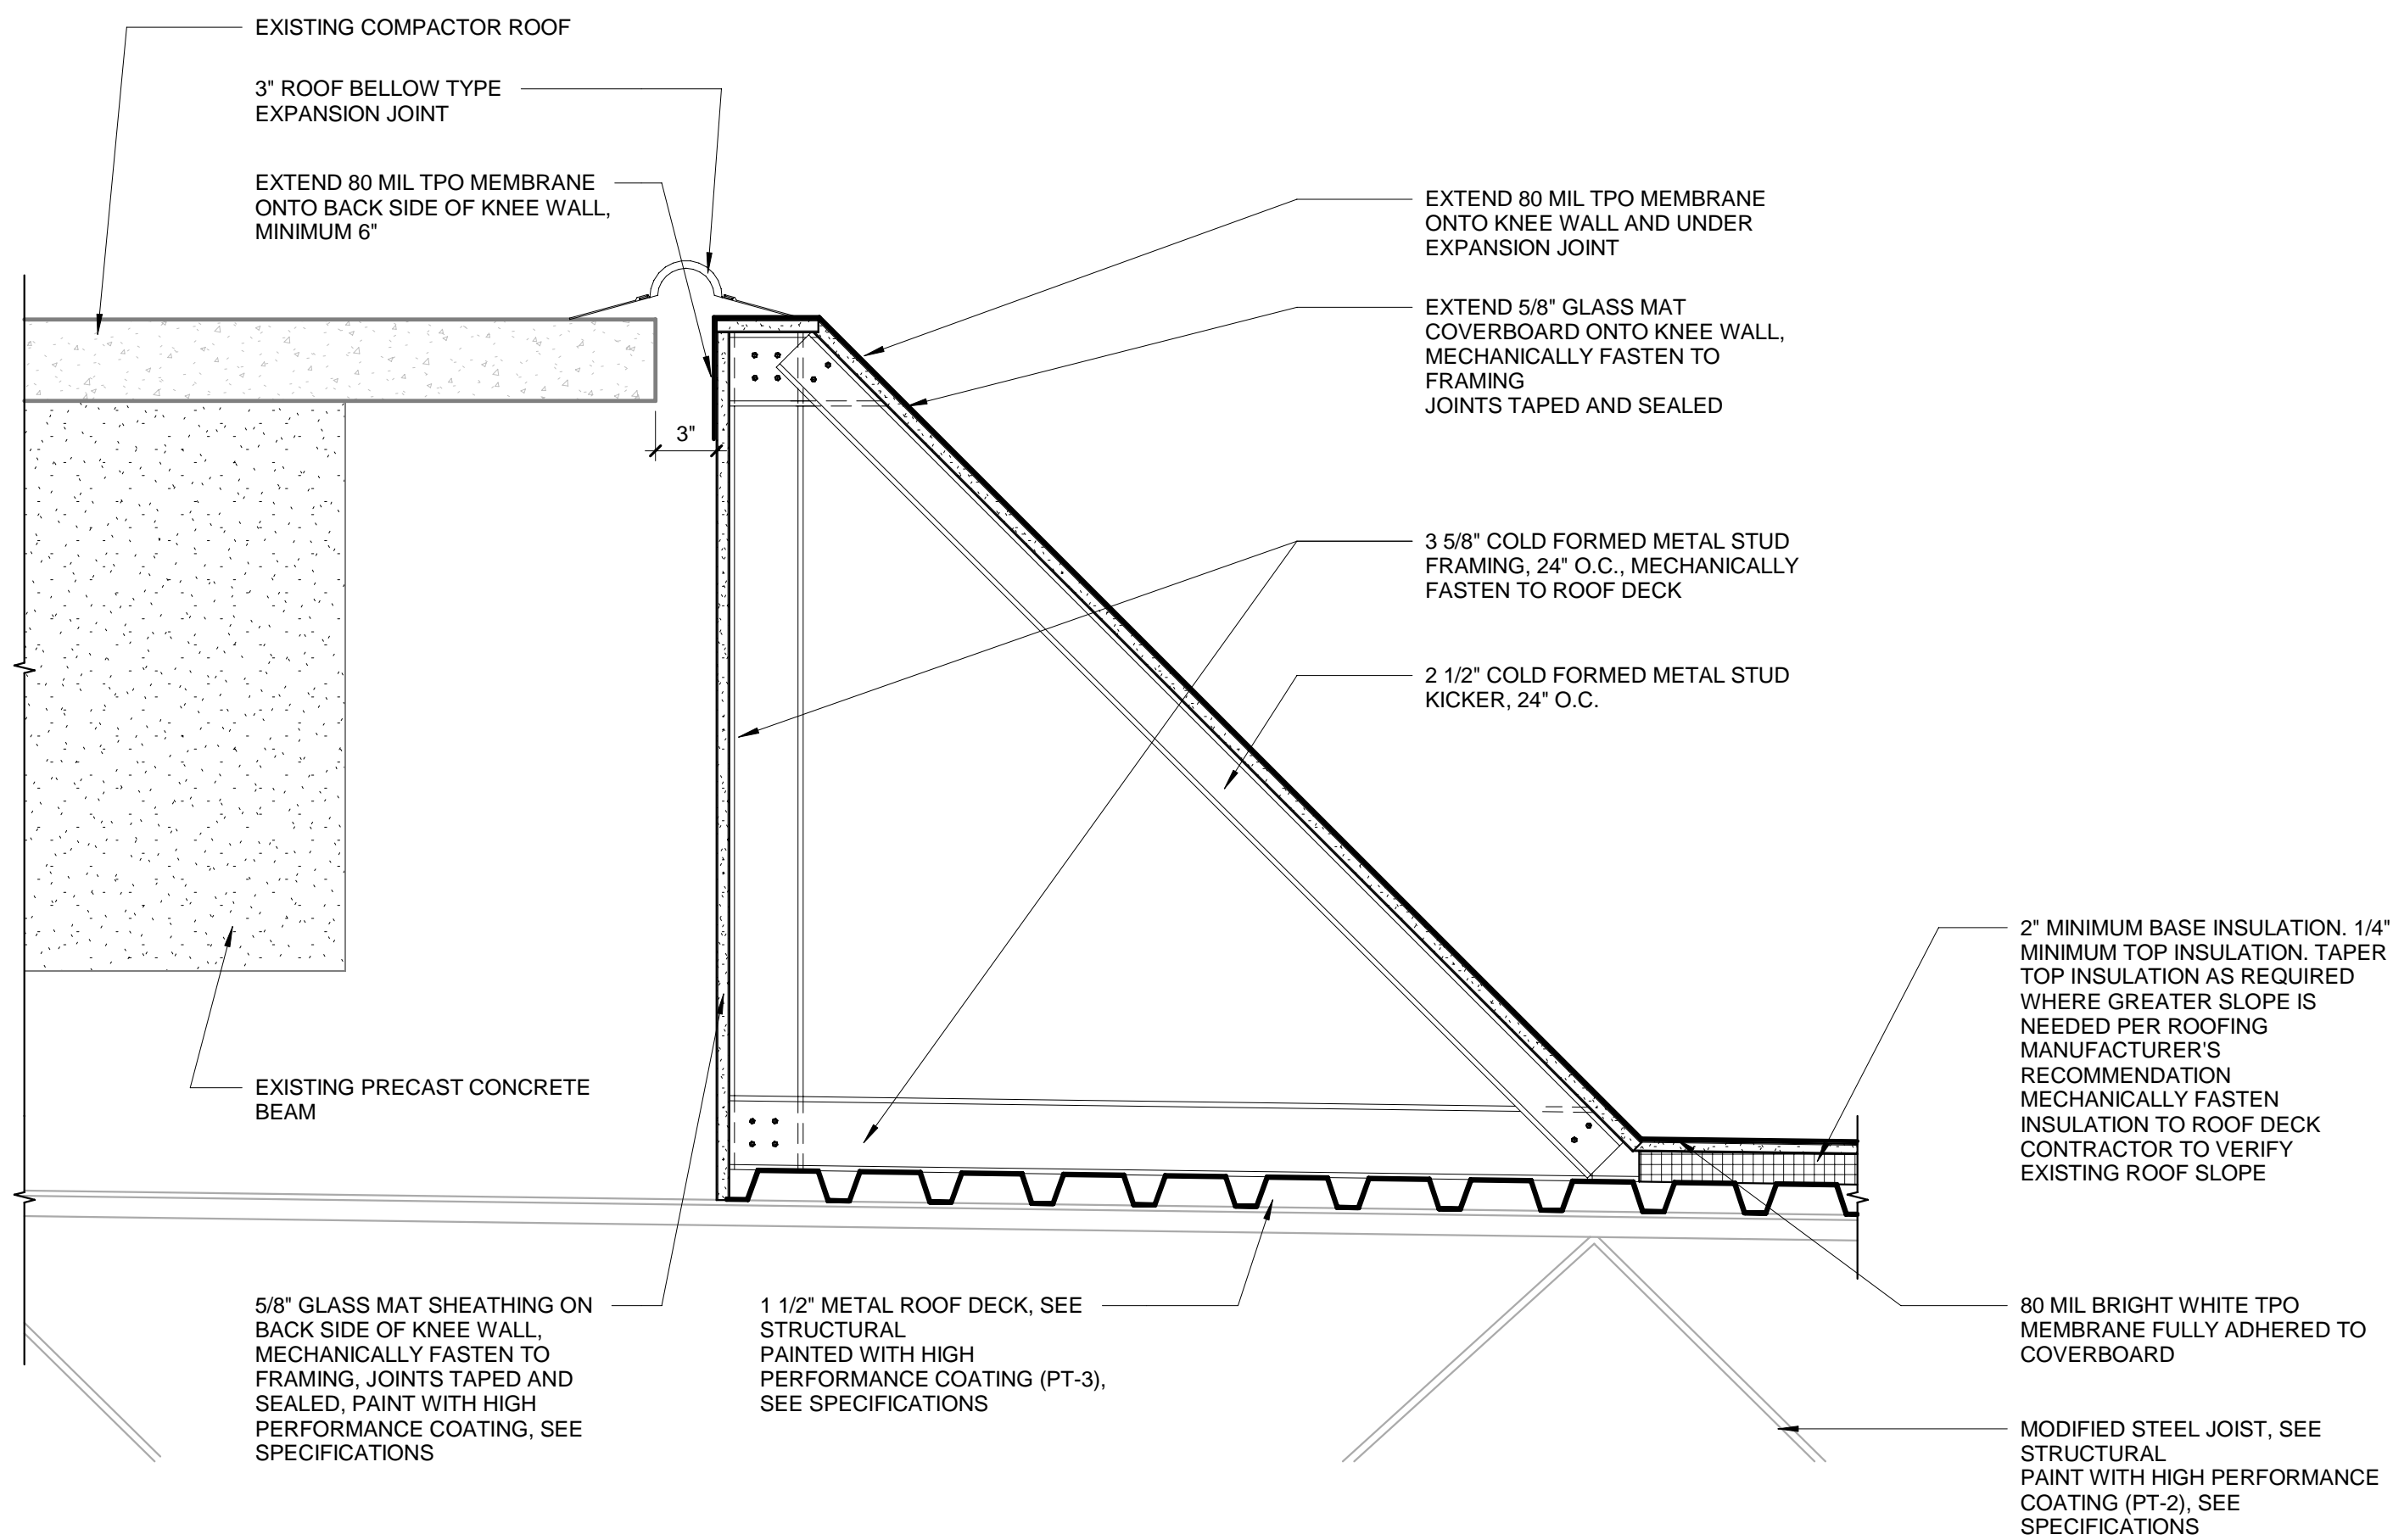 EXISTING COMPACTOR ROOF
3" ROOF BELLOW TYPE
EXPANSION JOINT
EXTEND 80 MIL TPO MEMBRANE
ONTO BACK SIDE OF KNEE WALL,
MINIMUM 6"
EXTEND 80 MIL TPO MEMBRANE
ONTO KNEE WALL AND UNDER
EXPANSION JOINT
EXTEND 5/8" GLASS MAT
COVERBOARD ONTO KNEE WALL,
MECHANICALLY FASTEN TO
FRAMING
JOINTS TAPED AND SEALED
3"
3 5/8" COLD FORMED METAL STUD
FRAMING, 24" O.C., MECHANICALLY
FASTEN TO ROOF DECK
2 1/2" COLD FORMED METAL STUD
KICKER, 24" O.C.
2" MINIMUM BASE INSULATION. 1/4"
MINIMUM TOP INSULATION. TAPER
TOP INSULATION AS REQUIRED
WHERE GREATER SLOPE IS
NEEDED PER ROOFING
MANUFACTURER'S
RECOMMENDATION
MECHANICALLY FASTEN
INSULATION TO ROOF DECK
CONTRACTOR TO VERIFY
EXISTING ROOF SLOPE
EXISTING PRECAST CONCRETE
BEAM
5/8" GLASS MAT SHEATHING ON
BACK SIDE OF KNEE WALL,
MECHANICALLY FASTEN TO
FRAMING, JOINTS TAPED AND
SEALED, PAINT WITH HIGH
PERFORMANCE COATING, SEE
SPECIFICATIONS
1 1/2" METAL ROOF DECK, SEE
STRUCTURAL
PAINTED WITH HIGH
PERFORMANCE COATING (PT-3),
SEE SPECIFICATIONS
80 MIL BRIGHT WHITE TPO
MEMBRANE FULLY ADHERED TO
COVERBOARD
MODIFIED STEEL JOIST, SEE
STRUCTURAL
PAINT WITH HIGH PERFORMANCE
COATING (PT-2), SEE
SPECIFICATIONS